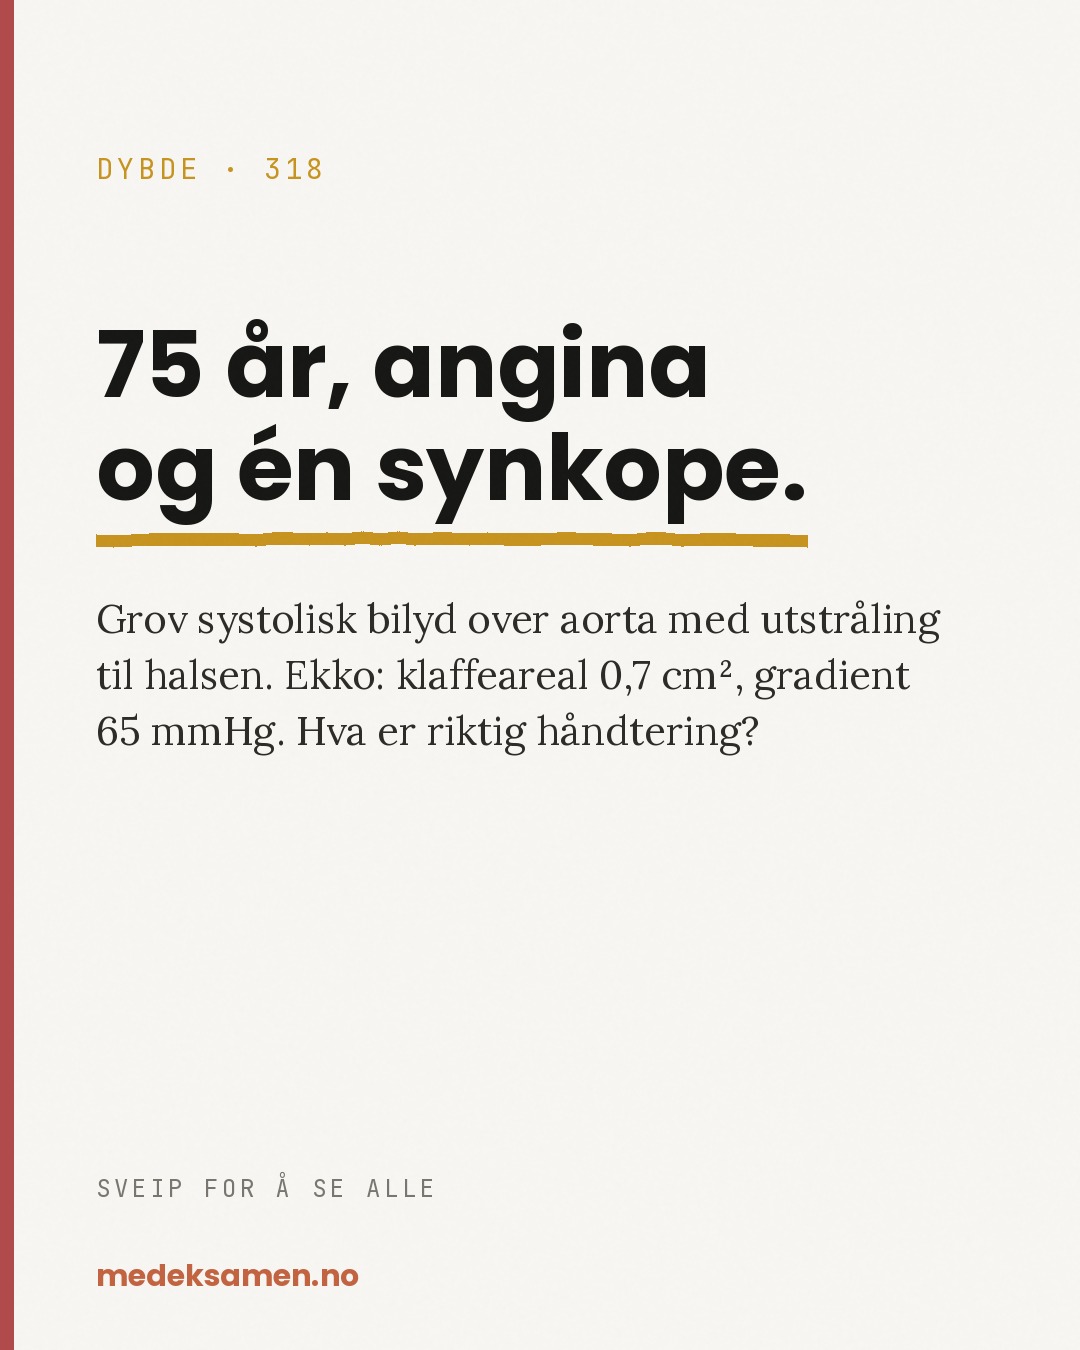 DYBDE · 318
75 år, angina
og én synkope.
Grov systolisk bilyd over aorta med utstråling
til halsen. Ekko: klaffeareal 0,7 cm², gradient
65 mmHg. Hva er riktig håndtering?
SVEIP FOR Å SE ALLE
medeksamen.no